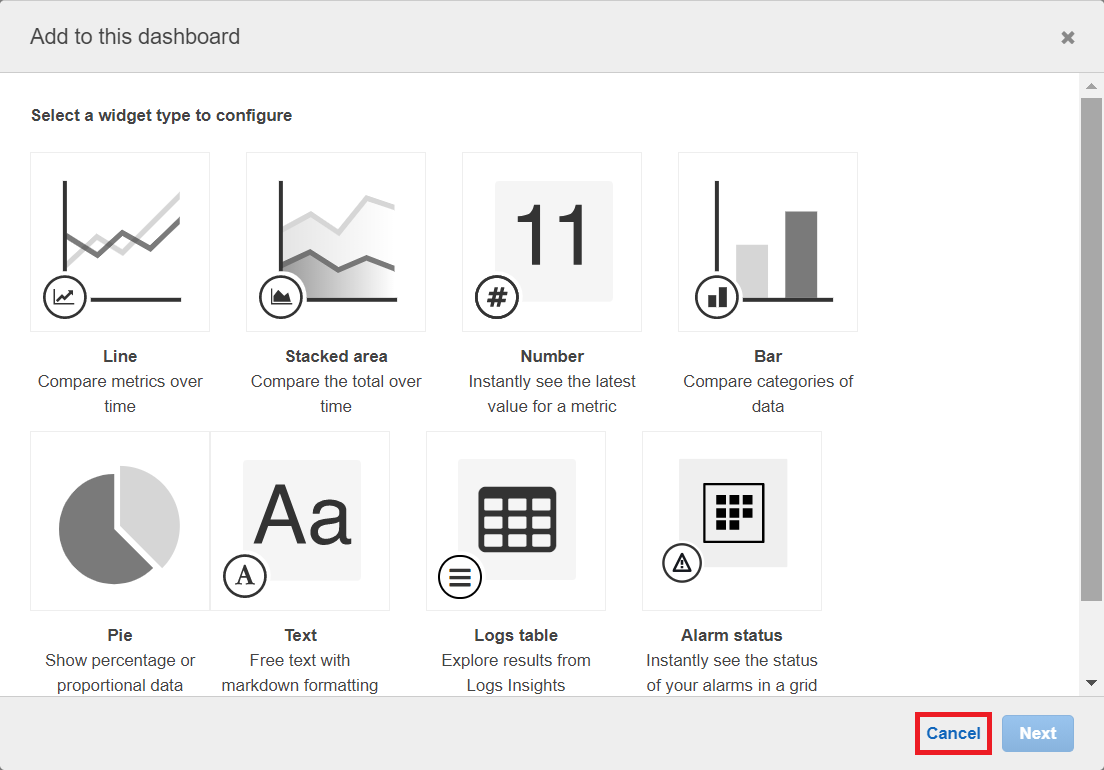 Add to this dashboard
Select a widget type to configure
11
#
Line
Compare metrics over
time
Stacked area
Compare the total over
time
Number
Instantly see the latest
value for a metric
Bar
Compare categories of
data
Aa
A
Pie
Show percentage or
proportional data
Text
Free text with
markdown formatting
Logs table
Explore results from
Logs Insights
Alarm status
Instantly see the status
of your alarms in a grid
Cancel
Next